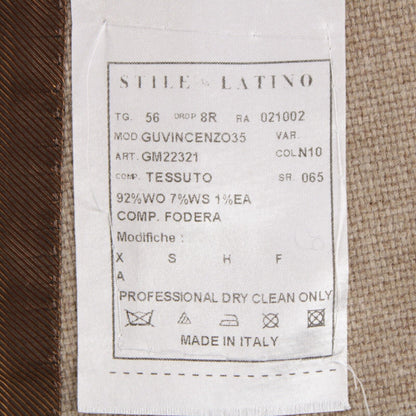 STILE LATINO
TG. 56 DROP 8R RA 021002
MOD GUVINCENZO35 VAR.
ART. GM22321 COL N10
COMP. TESSUTO SR. 065
92%WO 7%WS 1%EA
COMP. FODERA
Modifiche :
X S H F
A
PROFESSIONAL DRY CLEAN ONLY
MADE IN ITALY